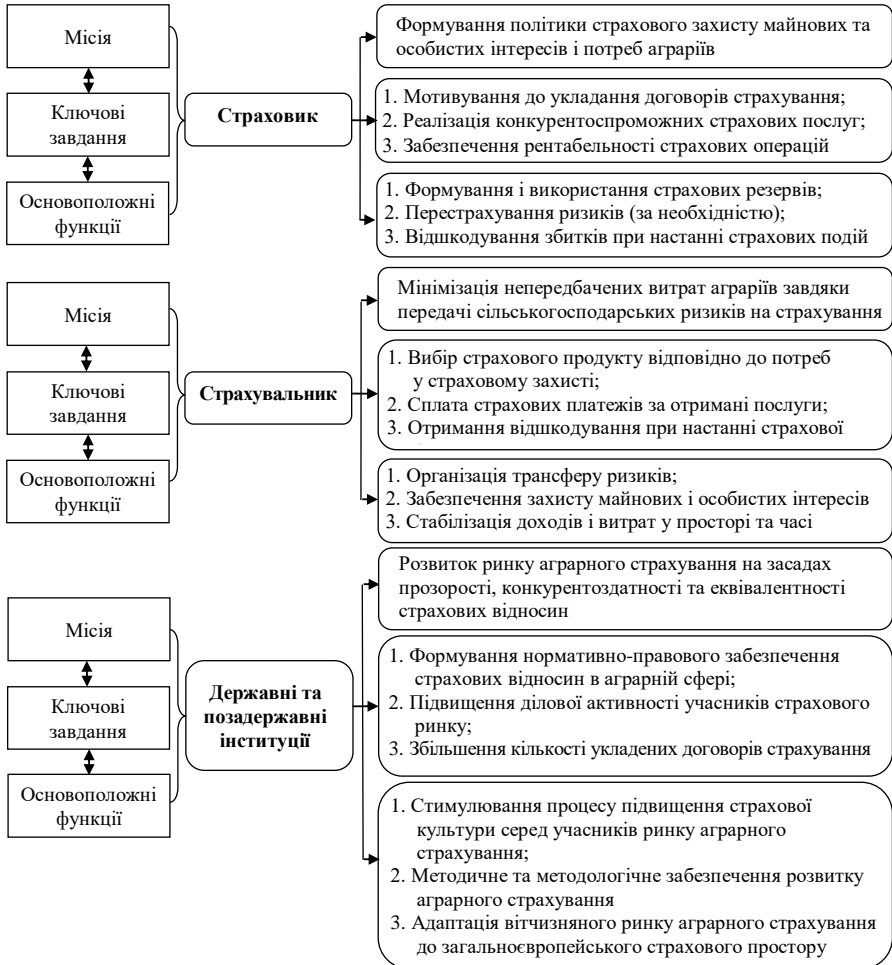 Місія
Ключові
завдання
Основоположні
функції
Страховик
Формування політики страхового захисту майнових та
особистих інтересів і потреб аграріїв
1. Мотивування до укладання договорів страхування;
2. Реалізація конкурентоспроможних страхових послуг;
3. Забезпечення рентабельності страхових операцій
1. Формування і використання страхових резервів;
2. Перестрахування ризиків (за необхідністю);
3. Відшкодування збитків при настанні страхових подій
Місія
Ключові
завдання
Основоположні
функції
Страхувальник
Мінімізація непередбачених витрат аграріїв завдяки
передачі сільськогосподарських ризиків на страхування
1. Вибір страхового продукту відповідно до потреб
у страховому захисті;
2. Сплата страхових платежів за отримані послуги;
3. Отримання відшкодування при настанні страхової
1. Організація трансферу ризиків;
2. Забезпечення захисту майнових і особистих інтересів
3. Стабілізація доходів і витрат у просторі та часі
Місія
Ключові
завдання
Основоположні
функції
Державні та
позадержавні
інституції
Розвиток ринку аграрного страхування на засадах
прозорості, конкурентоздатності та еквівалентності
страхових відносин
1. Формування нормативно-правового забезпечення
страхових відносин в аграрній сфері;
2. Підвищення ділової активності учасників страхового
ринку;
3. Збільшення кількості укладених договорів страхування
1. Стимулювання процесу підвищення страхової
культури серед учасників ринку аграрного
страхування;
2. Методичне та методологічне забезпечення розвитку
аграрного страхування
3. Адаптація вітчизняного ринку аграрного страхування
до загальноєвропейського страхового простору